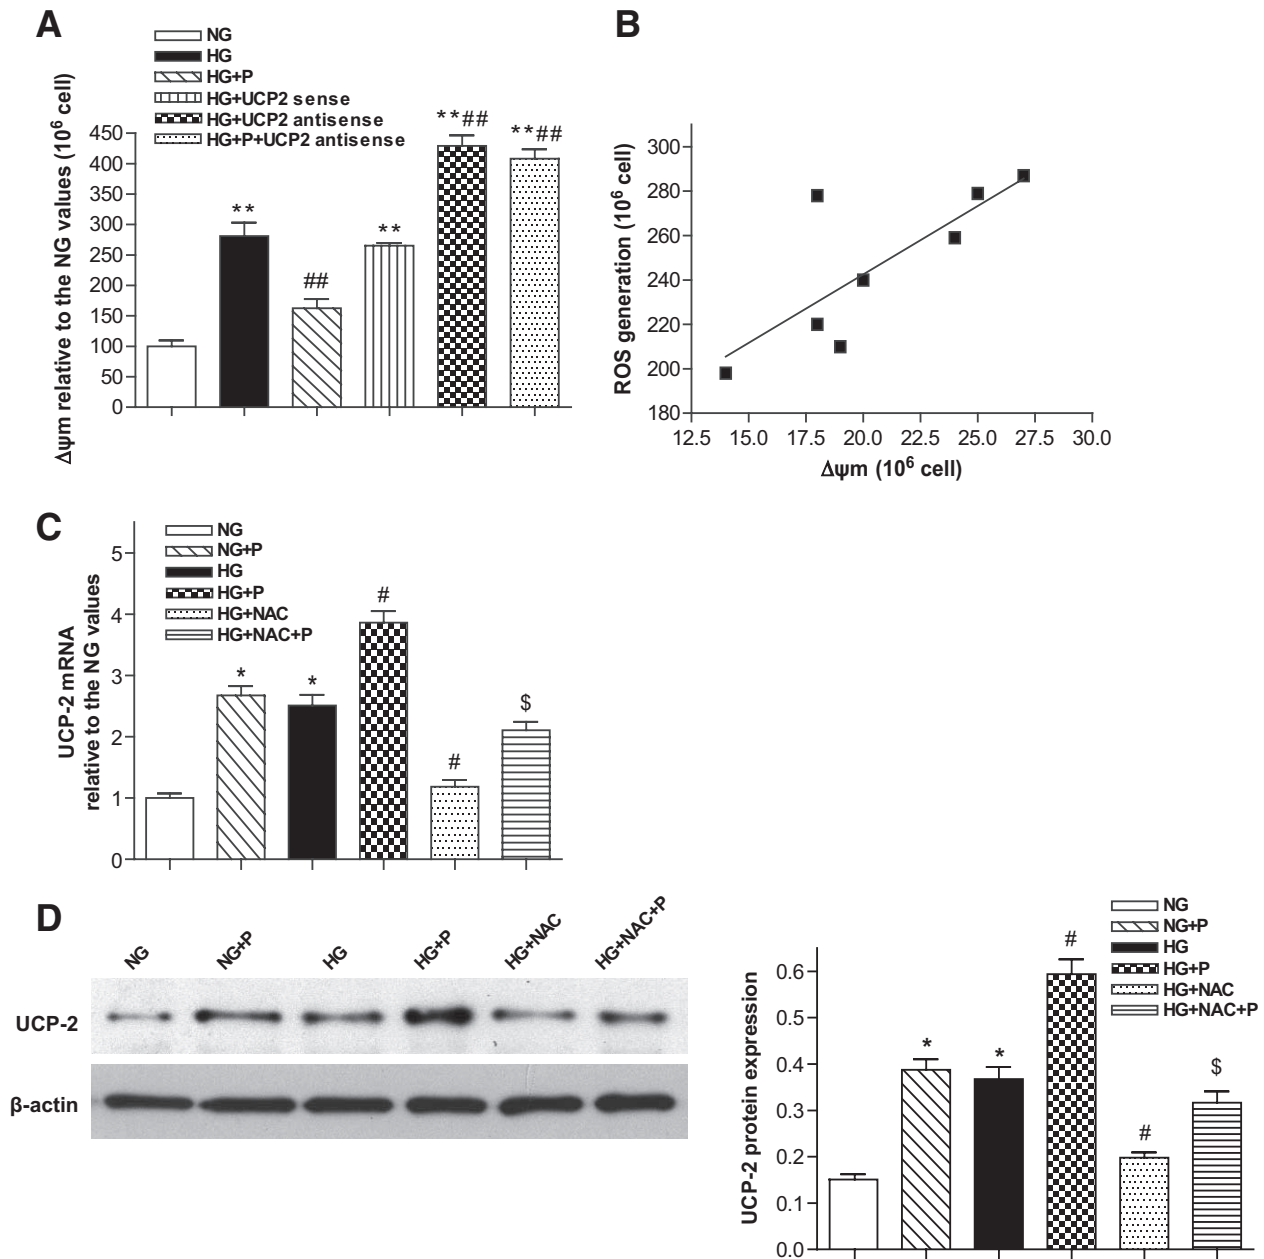 A
NG
HG
HG+P
HG+UCP2 sense
HG+UCP2 antisense
HG+P+UCP2 antisense
Δψm relative to the NG values (10⁶ cell)
450
400
350
300
250
200
150
100
50
0
**
##
**
**##
**##
B
ROS generation (10⁶ cell)
300
280
260
240
220
200
180
12.5 15.0 17.5 20.0 22.5 25.0 27.5 30.0
Δψm (10⁶ cell)
C
NG
NG+P
HG
HG+P
HG+NAC
HG+NAC+P
UCP-2 mRNA
relative to the NG values
5
4
3
2
1
0
*
*
#
#
$
D
NG NG+P HG HG+P HG+NAC HG+NAC+P
UCP-2
β-actin
NG
NG+P
HG
HG+P
HG+NAC
HG+NAC+P
UCP-2 protein expression
0.6
0.5
0.4
0.3
0.2
0.1
0.0
*
*
#
#
$